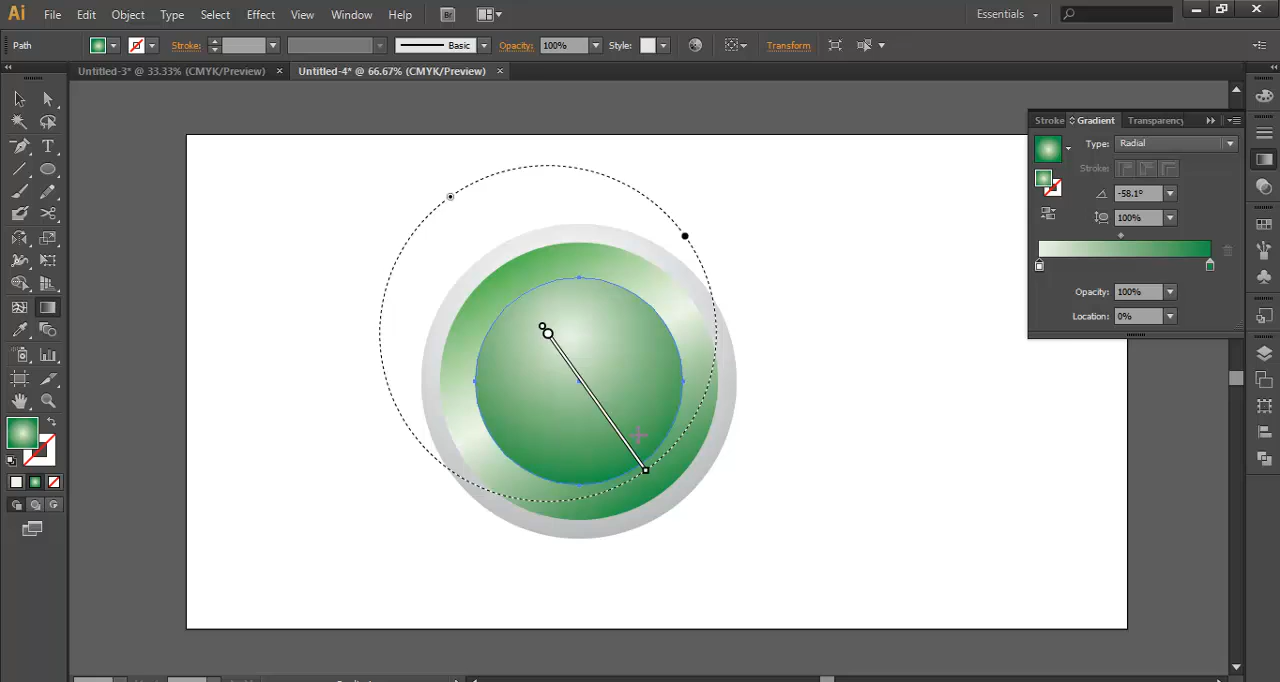 Ai File Edit Object Type Select Effect View Window Help Br Essentials
Path Stroke: Basic Opacity: 100% Style: Transform
Untitled-3* @ 33.33% (CMYK/Preview) × Untitled-4* @ 66.67% (CMYK/Preview) ×
Stroke Gradient Transparency
Type: Radial
Stroke:
-58.1°
100%
Opacity: 100%
Location: 0%
T